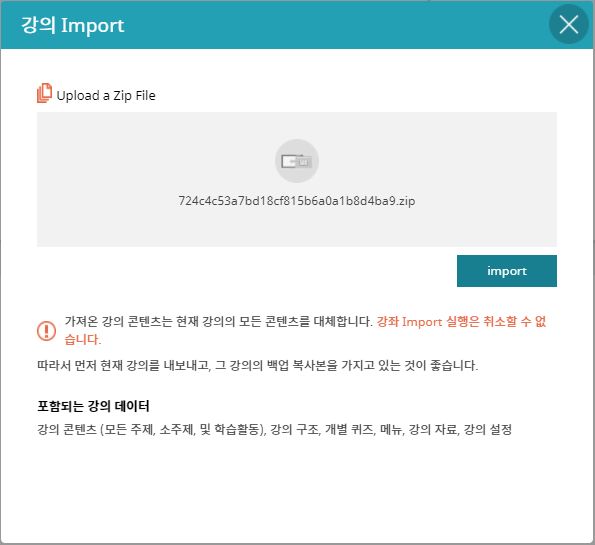 강의 Import
Upload a Zip File
724c4c53a7bd18cf815b6a0a1b8d4ba9.zip
import
가져온 강의 콘텐츠는 현재 강의의 모든 콘텐츠를 대체합니다. 강좌 Import 실행은 취소할 수 없
습니다.
따라서 먼저 현재 강의를 내보내고, 그 강의의 백업 복사본을 가지고 있는 것이 좋습니다.
포함되는 강의 데이터
강의 콘텐츠 (모든 주제, 소주제, 및 학습활동), 강의 구조, 개별 퀴즈, 메뉴, 강의 자료, 강의 설정